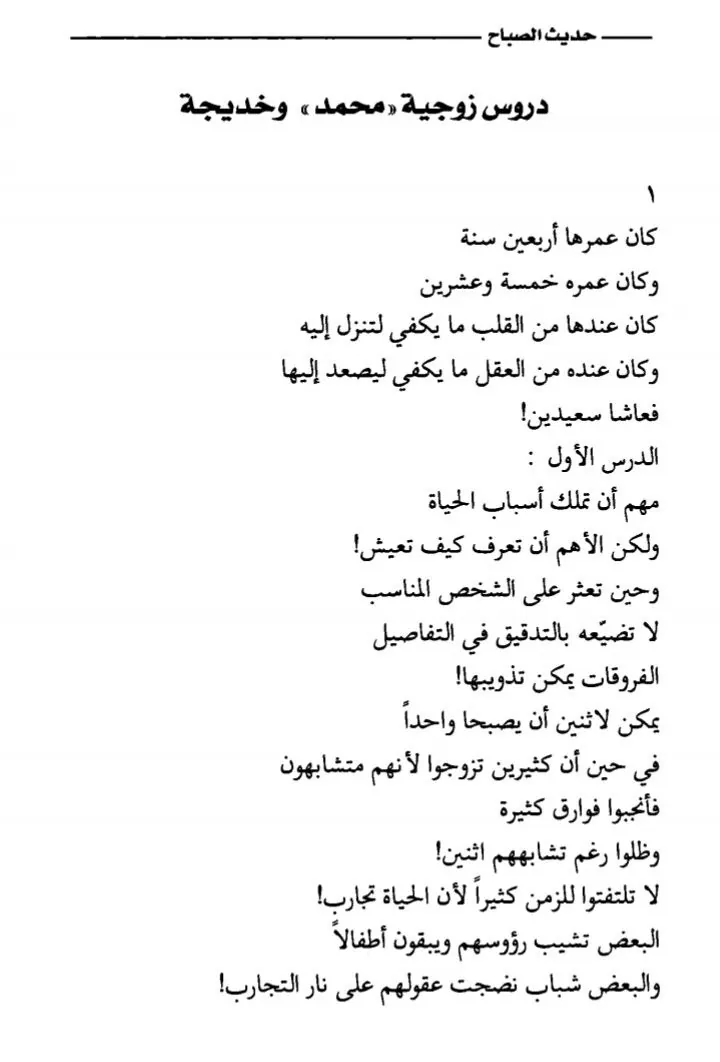 حديث الصباح
دروس زوجية «محمد» وخديجة
١
كان عمرها أربعين سنة
وكان عمره خمسة وعشرين
كان عندها من القلب ما يكفي لتنزل إليه
وكان عنده من العقل ما يكفي ليصعد إليها
فعاشا سعيدين!
الدرس الأول :
مهم أن تملك أسباب الحياة
ولكن الأهم أن تعرف كيف تعيش!
وحين تعثر على الشخص المناسب
لا تضيّعه بالتدقيق في التفاصيل
الفروقات يمكن تذويبها!
يمكن لاثنين أن يصبحا واحداً
في حين أن كثيرين تزوجوا لأنهم متشابهون
فأنجبوا فوارق كثيرة
وظلوا رغم تشابههم اثنين!
لا تلتفتوا للزمن كثيراً لأن الحياة تجارب!
البعض تشيب رؤوسهم ويبقون أطفالاً
والبعض شباب نضجت عقولهم على نار التجارب!